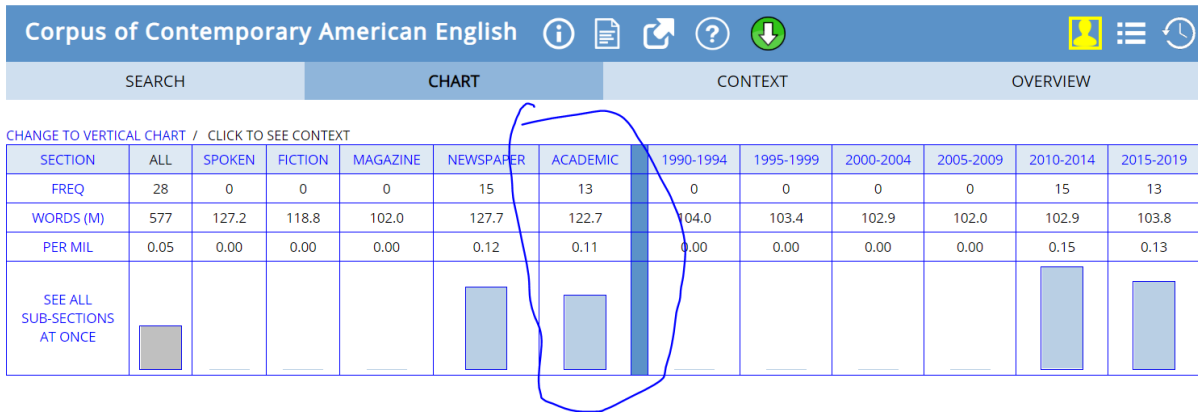 Corpus of Contemporary American English
SEARCH CHART CONTEXT OVERVIEW
CHANGE TO VERTICAL CHART / CLICK TO SEE CONTEXT
SECTION ALL SPOKEN FICTION MAGAZINE NEWSPAPER ACADEMIC 1990-1994 1995-1999 2000-2004 2005-2009 2010-2014 2015-2019
FREQ 28 0 0 0 15 13 0 0 0 0 15 13
WORDS (M) 577 127.2 118.8 102.0 127.7 122.7 104.0 103.4 102.9 102.0 102.9 103.8
PER MIL 0.05 0.00 0.00 0.00 0.12 0.11 0.00 0.00 0.00 0.00 0.15 0.13
SEE ALL
SUB-SECTIONS
AT ONCE